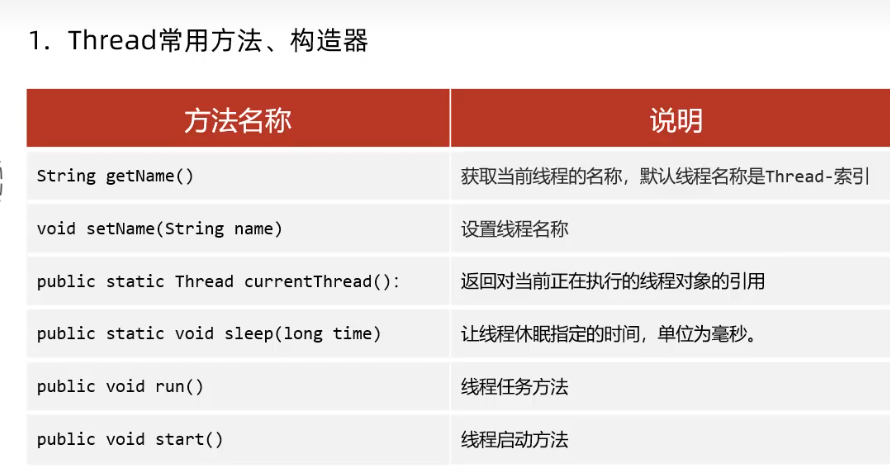 1. Thread常用方法、构造器
方法名称 说明
String getName() 获取当前线程的名称，默认线程名称是Thread-索引
void setName(String name) 设置线程名称
public static Thread currentThread()： 返回对当前正在执行的线程对象的引用
public static void sleep(long time) 让线程休眠指定的时间，单位为毫秒。
public void run() 线程任务方法
public void start() 线程启动方法